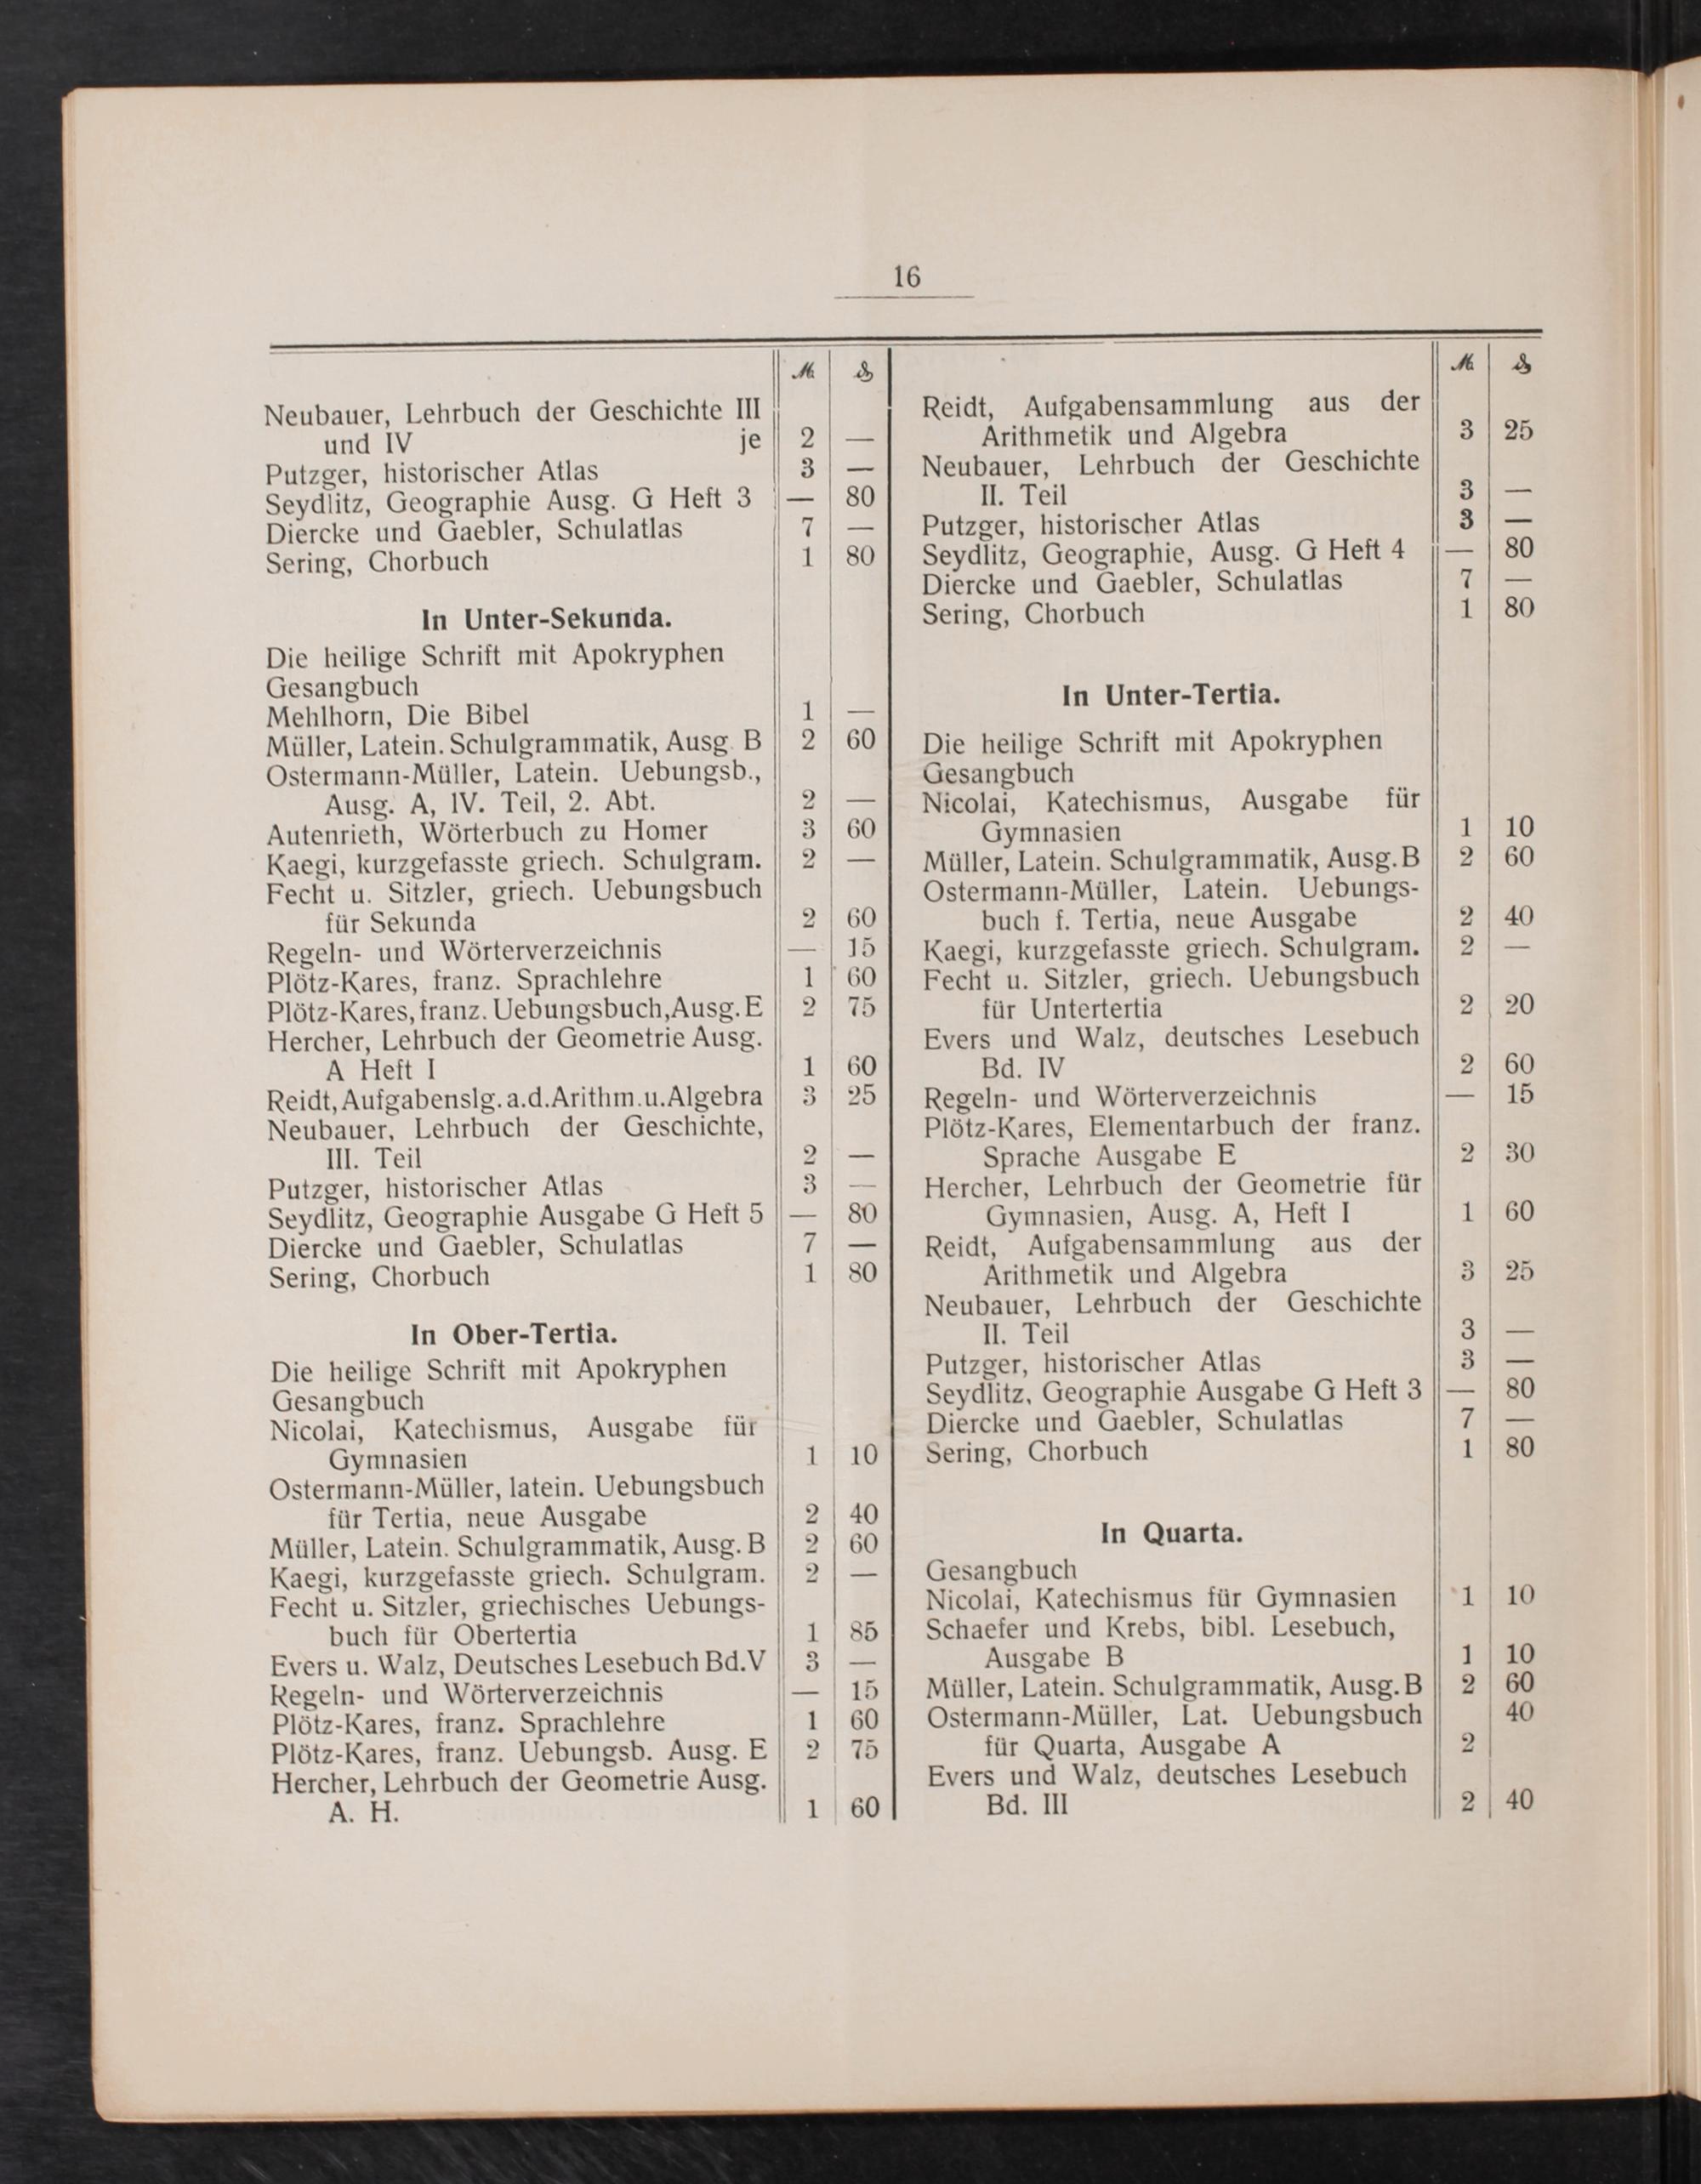 16
ℳ ₰
Neubauer, Lehrbuch der Geschichte III
und IV je 2 —
Putzger, historischer Atlas 3 —
Seydlitz, Geographie Ausg. G Heft 3 — 80
Diercke und Gaebler, Schulatlas 7 —
Sering, Chorbuch 1 80
In Unter-Sekunda.
Die heilige Schrift mit Apokryphen
Gesangbuch
Mehlhorn, Die Bibel 1 —
Müller, Latein. Schulgrammatik, Ausg. B 2 60
Ostermann-Müller, Latein. Uebungsb.,
Ausg. A, IV. Teil, 2. Abt. 2 —
Autenrieth, Wörterbuch zu Homer 3 60
Kaegi, kurzgefasste griech. Schulgram. 2 —
Fecht u. Sitzler, griech. Uebungsbuch
für Sekunda 2 60
Regeln- und Wörterverzeichnis — 15
Plötz-Kares, franz. Sprachlehre 1 60
Plötz-Kares, franz. Uebungsbuch, Ausg. E 2 75
Hercher, Lehrbuch der Geometrie Ausg.
A Heft I 1 60
Reidt, Aufgabenslg. a.d. Arithm. u. Algebra 3 25
Neubauer, Lehrbuch der Geschichte,
III. Teil 2 —
Putzger, historischer Atlas 3 —
Seydlitz, Geographie Ausgabe G Heft 5 — 80
Diercke und Gaebler, Schulatlas 7 —
Sering, Chorbuch 1 80
In Ober-Tertia.
Die heilige Schrift mit Apokryphen
Gesangbuch
Nicolai, Katechismus, Ausgabe für
Gymnasien 1 10
Ostermann-Müller, latein. Uebungsbuch
für Tertia, neue Ausgabe 2 40
Müller, Latein. Schulgrammatik, Ausg. B 2 60
Kaegi, kurzgefasste griech. Schulgram. 2 —
Fecht u. Sitzler, griechisches Uebungs-
buch für Obertertia 1 85
Evers u. Walz, Deutsches Lesebuch Bd. V 3 —
Regeln- und Wörterverzeichnis — 15
Plötz-Kares, franz. Sprachlehre 1 60
Plötz-Kares, franz. Uebungsb. Ausg. E 2 75
Hercher, Lehrbuch der Geometrie Ausg.
A. H. 1 60
ℳ ₰
Reidt, Aufgabensammlung aus der
Arithmetik und Algebra 3 25
Neubauer, Lehrbuch der Geschichte
II. Teil 3 —
Putzger, historischer Atlas 3 —
Seydlitz, Geographie, Ausg. G Heft 4 — 80
Diercke und Gaebler, Schulatlas 7 —
Sering, Chorbuch 1 80
In Unter-Tertia.
Die heilige Schrift mit Apokryphen
Gesangbuch
Nicolai, Katechismus, Ausgabe für
Gymnasien 1 10
Müller, Latein. Schulgrammatik, Ausg. B 2 60
Ostermann-Müller, Latein. Uebungs-
buch f. Tertia, neue Ausgabe 2 40
Kaegi, kurzgefasste griech. Schulgram. 2 —
Fecht u. Sitzler, griech. Uebungsbuch
für Untertertia 2 20
Evers und Walz, deutsches Lesebuch
Bd. IV 2 60
Regeln- und Wörterverzeichnis — 15
Plötz-Kares, Elementarbuch der franz.
Sprache Ausgabe E 2 30
Hercher, Lehrbuch der Geometrie für
Gymnasien, Ausg. A, Heft I 1 60
Reidt, Aufgabensammlung aus der
Arithmetik und Algebra 3 25
Neubauer, Lehrbuch der Geschichte
II. Teil 3 —
Putzger, historischer Atlas 3 —
Seydlitz, Geographie Ausgabe G Heft 3 — 80
Diercke und Gaebler, Schulatlas 7 —
Sering, Chorbuch 1 80
In Quarta.
Gesangbuch
Nicolai, Katechismus für Gymnasien 1 10
Schaefer und Krebs, bibl. Lesebuch,
Ausgabe B 1 10
Müller, Latein. Schulgrammatik, Ausg. B 2 60
Ostermann-Müller, Lat. Uebungsbuch 40
für Quarta, Ausgabe A 2
Evers und Walz, deutsches Lesebuch
Bd. III 2 40